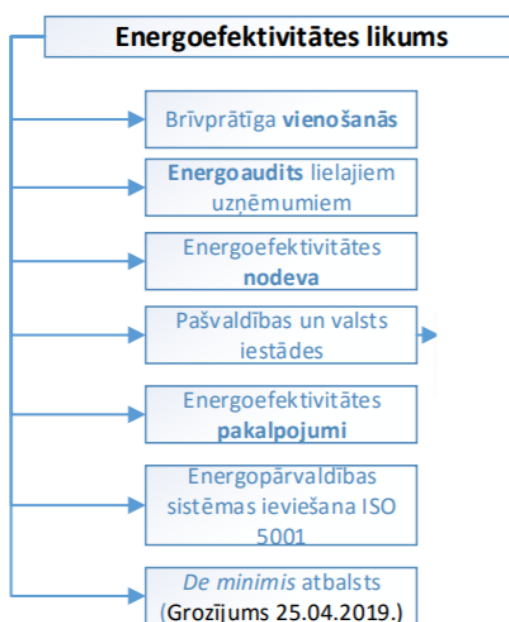 Energoefektivitātes likums
Brīvprātīga vienošanās
Energoaudits lielajiem
uzņēmumiem
Energoefektivitātes
nodeva
Pašvaldības un valsts
iestādes
Energoefektivitātes
pakalpojumi
Energopārvaldības
sistēmas ieviešana ISO
5001
De minimis atbalsts
(Grozījums 25.04.2019.)